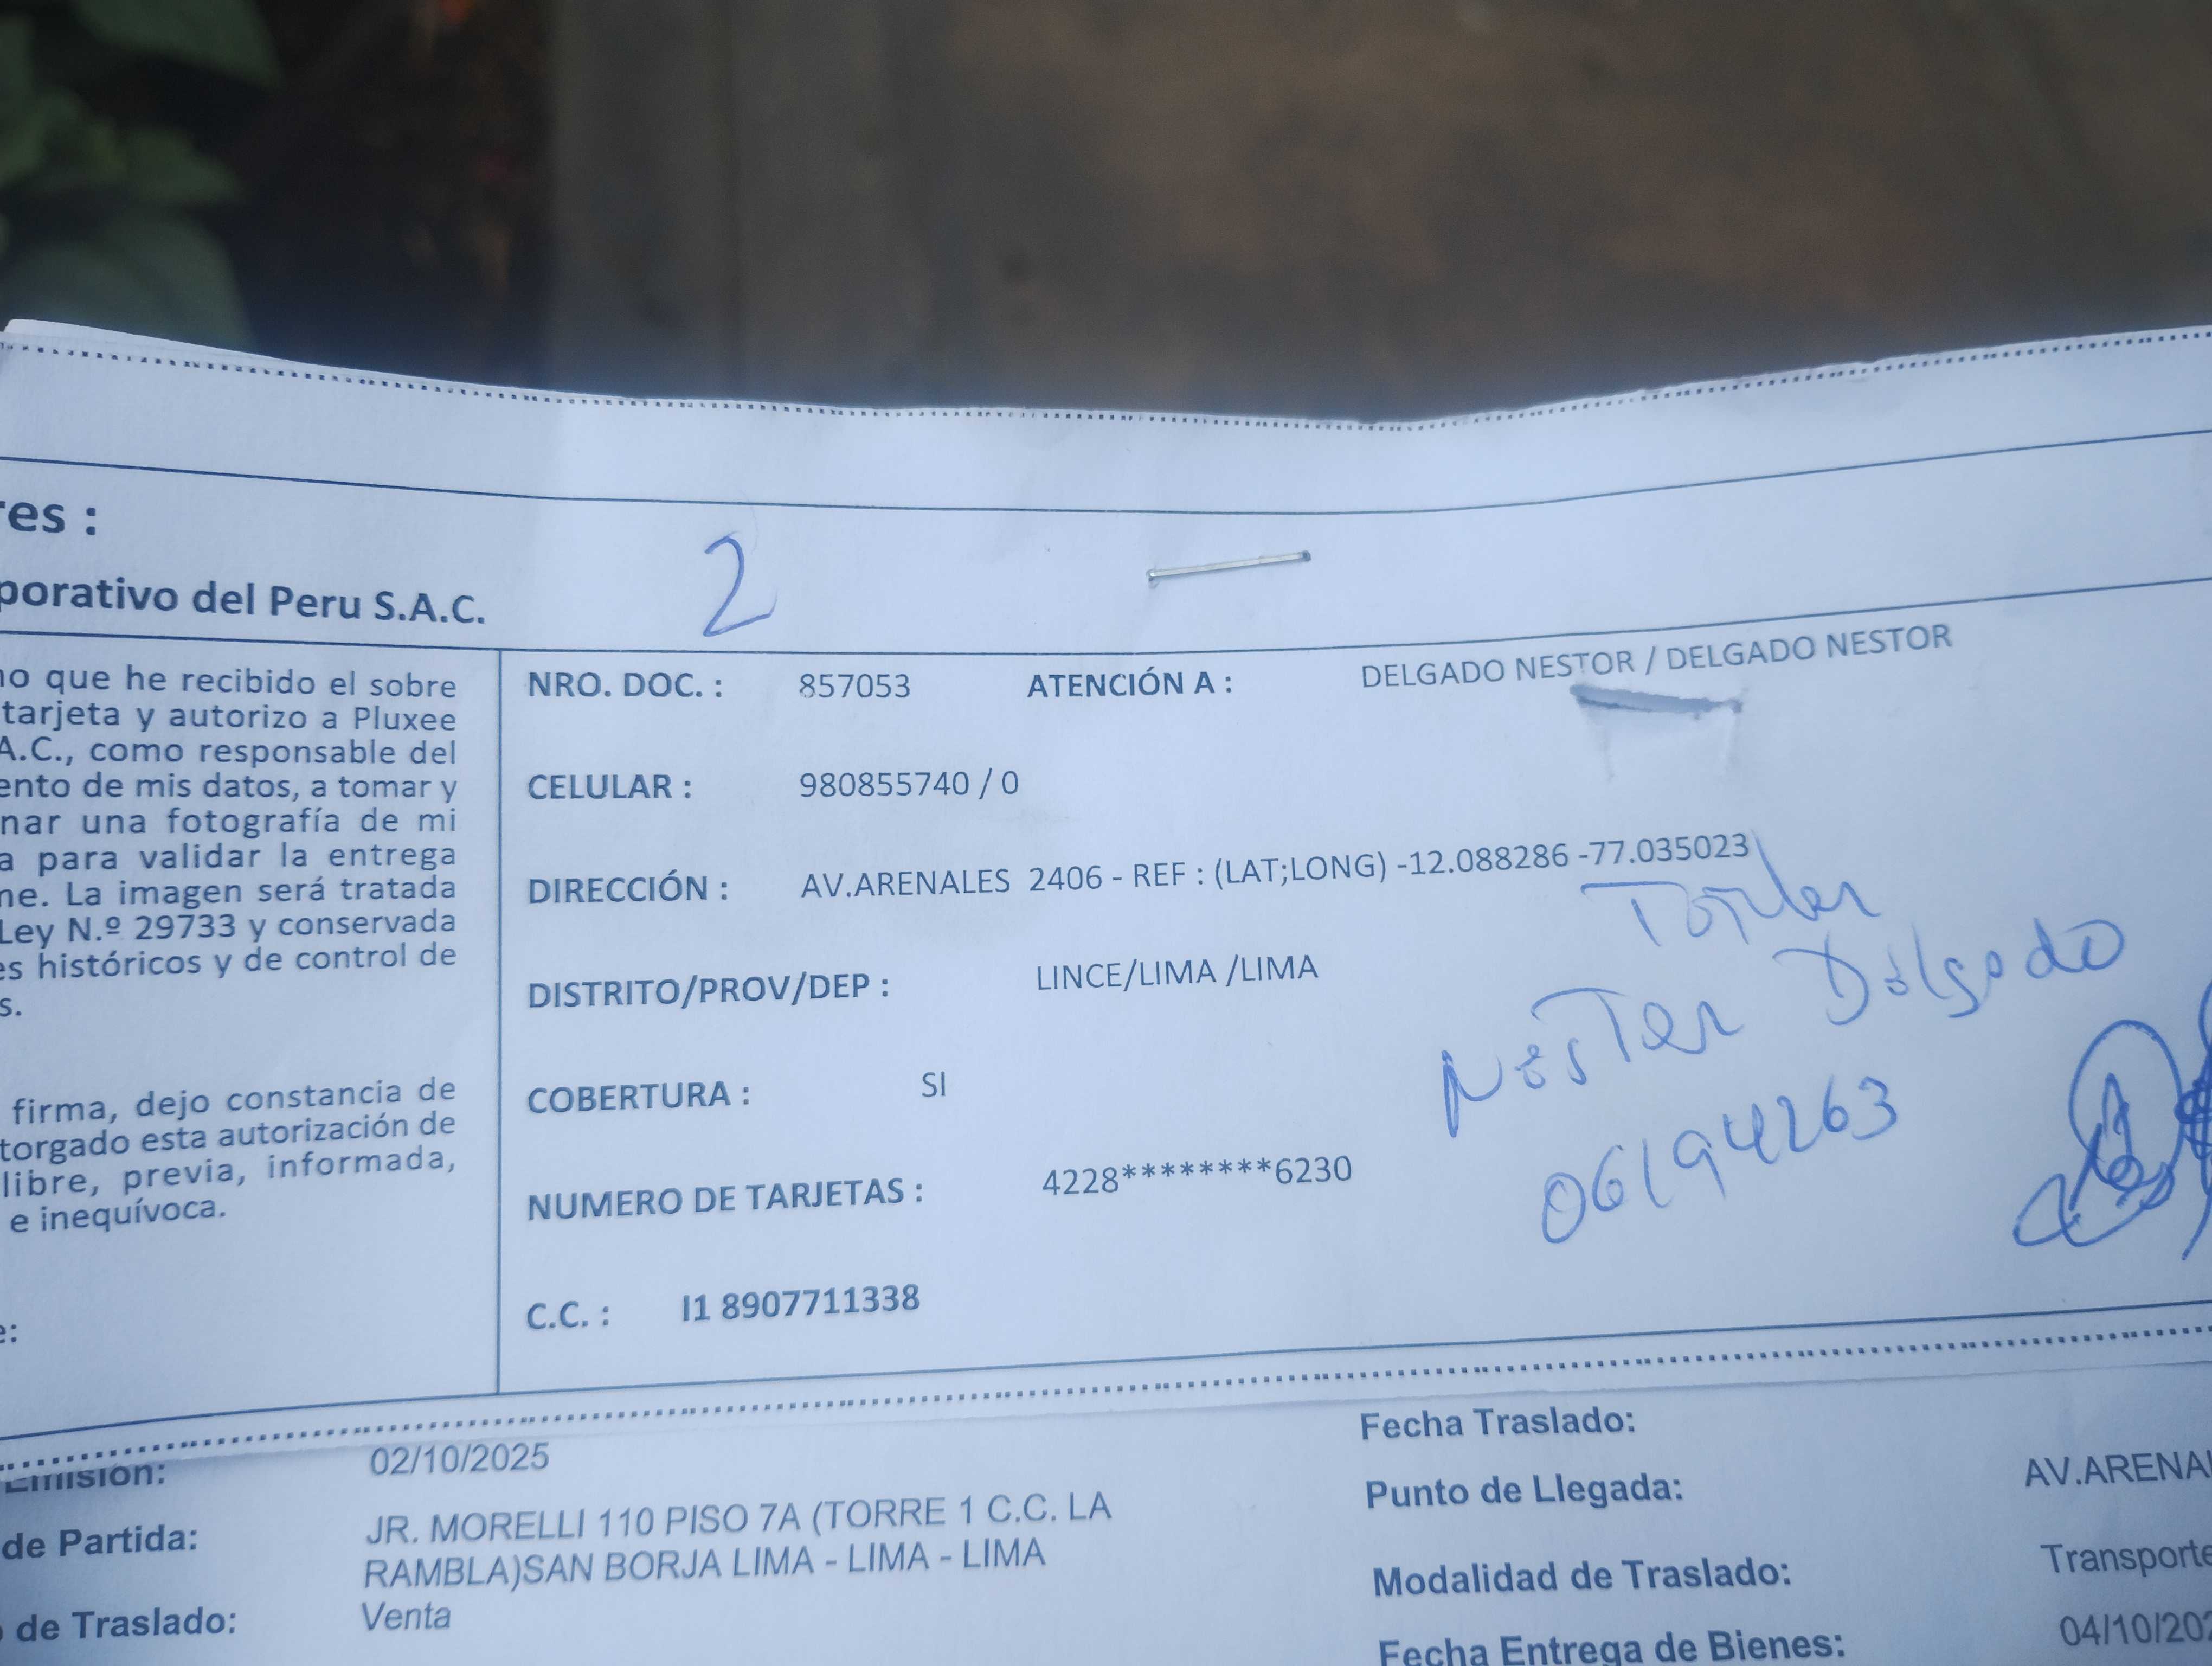 res :
porativo del Peru S.A.C.
2
no que he recibido el sobre
tarjeta y autorizo a Pluxee
A.C., como responsable del
ento de mis datos, a tomar y
nar una fotografía de mi
a para validar la entrega
ne. La imagen será tratada
Ley N.º 29733 y conservada
es históricos y de control de
s.
firma, dejo constancia de
torgado esta autorización de
libre, previa, informada,
e inequívoca.
e:
NRO. DOC. : 857053 ATENCIÓN A : DELGADO NESTOR / DELGADO NESTOR
CELULAR : 980855740 / 0
DIRECCIÓN : AV.ARENALES 2406 - REF : (LAT;LONG) -12.088286 -77.035023
DISTRITO/PROV/DEP : LINCE/LIMA /LIMA
COBERTURA : SI
NUMERO DE TARJETAS : 4228********6230
C.C. : I1 8907711338
Delgado
06194263
Emisión: 02/10/2025
de Partida: JR. MORELLI 110 PISO 7A (TORRE 1 C.C. LA
RAMBLA)SAN BORJA LIMA - LIMA - LIMA
de Traslado: Venta
Fecha Traslado:
Punto de Llegada: AV.ARENAL
Modalidad de Traslado: Transporte
Fecha Entrega de Bienes: 04/10/202